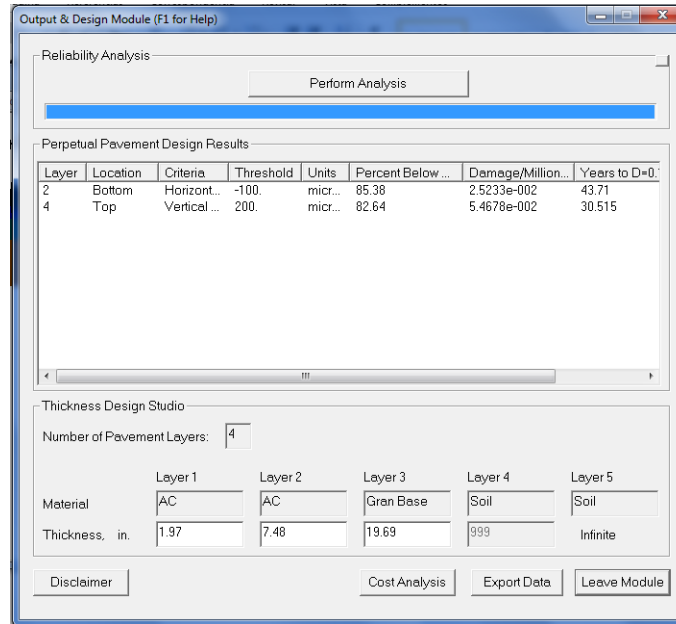 Output & Design Module (F1 for Help)
Reliability Analysis
Perform Analysis
Perpetual Pavement Design Results
Layer Location Criteria Threshold Units Percent Below ... Damage/Million... Years to D=0.
2 Bottom Horizont... -100. micr... 85.38 2.5233e-002 43.71
4 Top Vertical ... 200. micr... 82.64 5.4678e-002 30.515
Thickness Design Studio
Number of Pavement Layers: 4
Layer 1 Layer 2 Layer 3 Layer 4 Layer 5
Material AC AC Gran Base Soil Soil
Thickness, in. 1.97 7.48 19.69 999 Infinite
Disclaimer Cost Analysis Export Data Leave Module